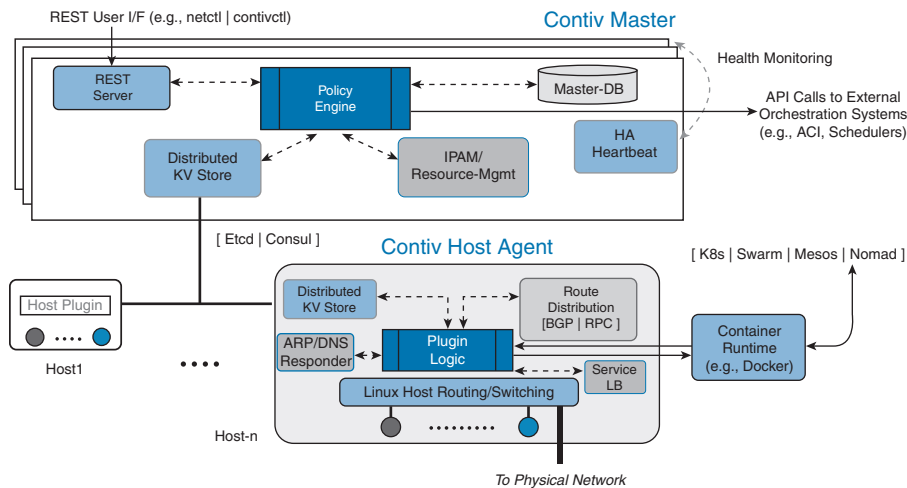 REST User I/F (e.g., netctl | contivctl)
Contiv Master
Health Monitoring
REST
Server
Policy
Engine
Master-DB
API Calls to External
Orchestration Systems
(e.g., ACI, Schedulers)
HA
Heartbeat
Distributed
KV Store
IPAM/
Resource-Mgmt
[ Etcd | Consul ]
Contiv Host Agent
[ K8s | Swarm | Mesos | Nomad ]
Host Plugin
Host1
Distributed
KV Store
Route
Distribution
[BGP | RPC ]
ARP/DNS
Responder
Plugin
Logic
Container
Runtime
(e.g., Docker)
Service
LB
Linux Host Routing/Switching
Host-n
To Physical Network